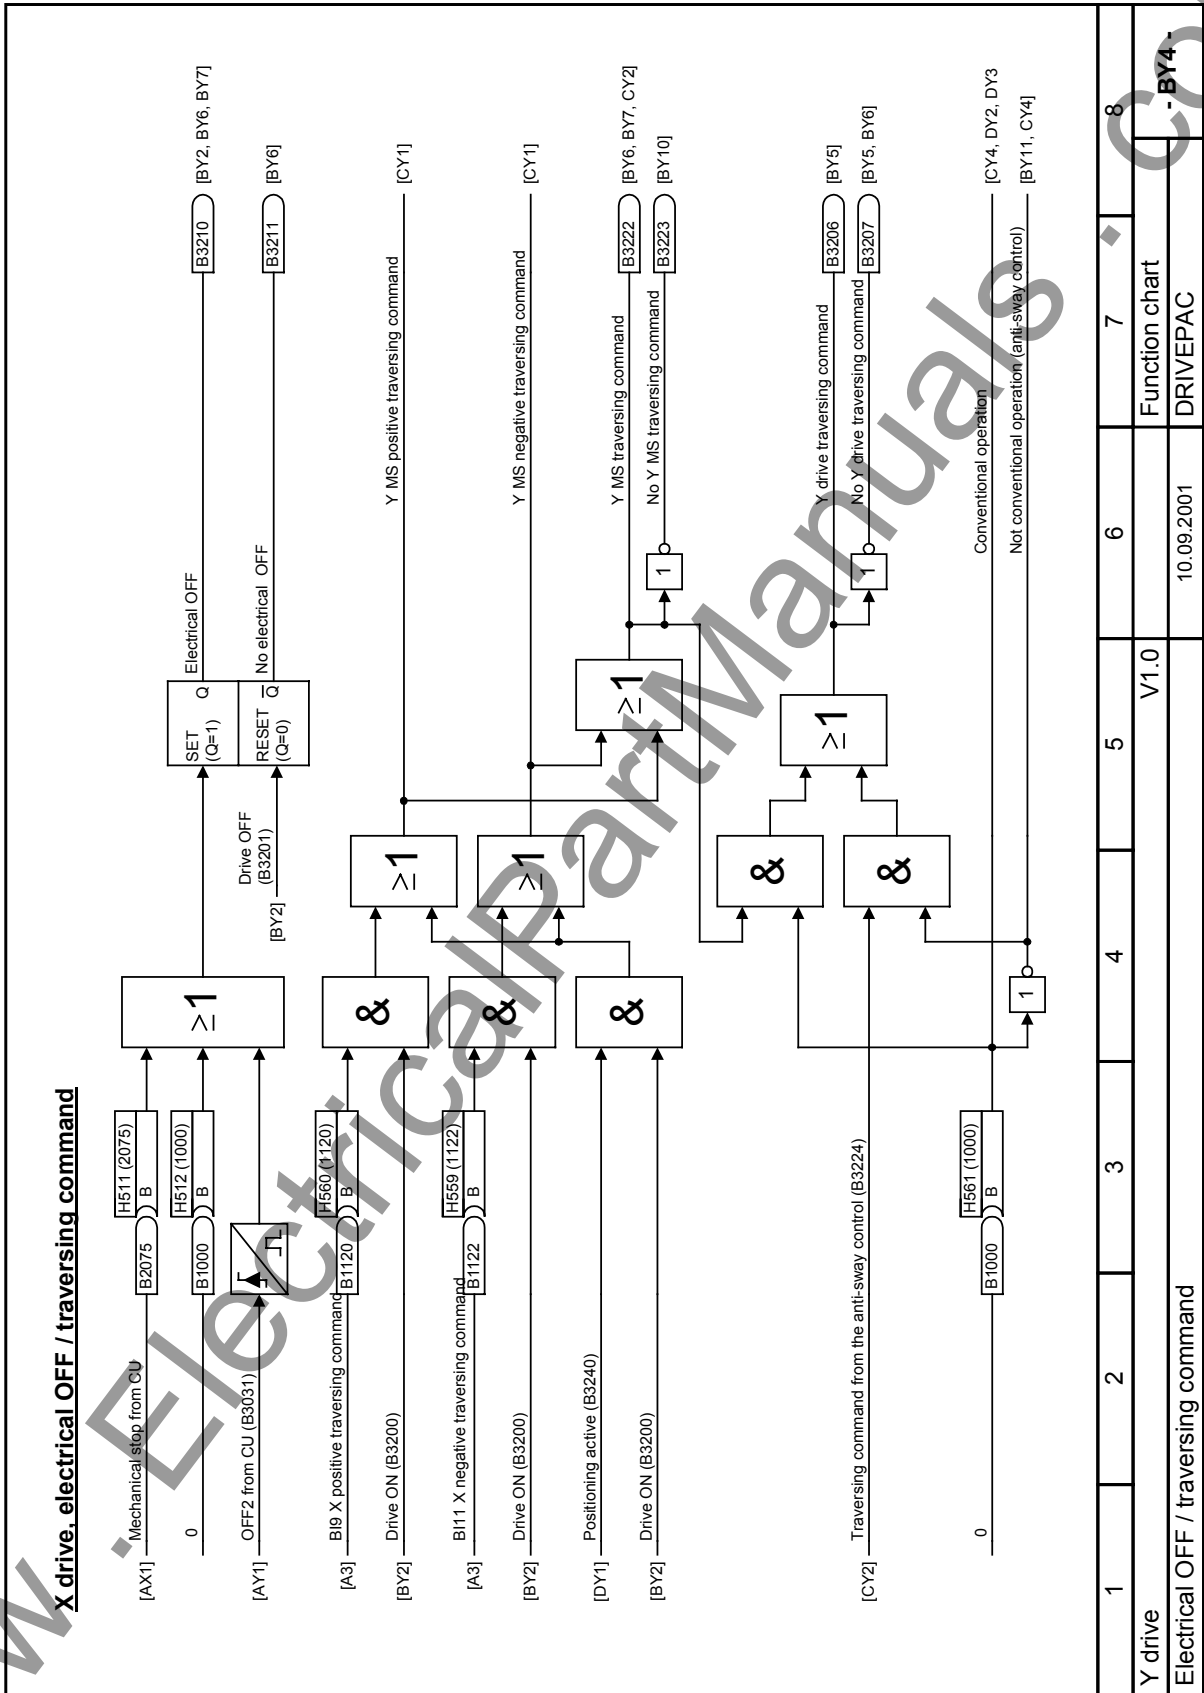 X drive, electrical OFF / traversing command
[AX1] Mechanical stop from CU B2075 H511 (2075) B
0 B1000 H512 (1000) B
[AY1] OFF2 from CU (B3031)
≥1
SET (Q=1) Q Electrical OFF B3210 [BY2, BY6, BY7]
[BY2] Drive OFF (B3201)
RESET (Q=0) Q No electrical OFF B3211 [BY6]
[A3] BI9 X positive traversing command B1120 H560 (1120) B
[BY2] Drive ON (B3200)
&
≥1
Y MS positive traversing command [CY1]
[A3] BI11 X negative traversing command B1122 H559 (1122) B
[BY2] Drive ON (B3200)
&
≥1
Y MS negative traversing command [CY1]
[DY1] Positioning active (B3240)
[BY2] Drive ON (B3200)
&
≥1
Y MS traversing command B3222 [BY6, BY7, CY2]
1 No Y MS traversing command B3223 [BY10]
&
[CY2] Traversing command from the anti-sway control (B3224)
&
≥1
Y drive traversing command B3206 [BY5]
1 No Y drive traversing command B3207 [BY5, BY6]
0 B1000 H561 (1000) B
Conventional operation [CY4, DY2, DY3
1 Not conventional operation (anti-sway control) [BY11, CY4]
1 2 3 4 5 6 7 8
Y drive V1.0 Function chart - BY4 -
Electrical OFF / traversing command 10.09.2001 DRIVEPAC
w . ElectricalPartManuals . co